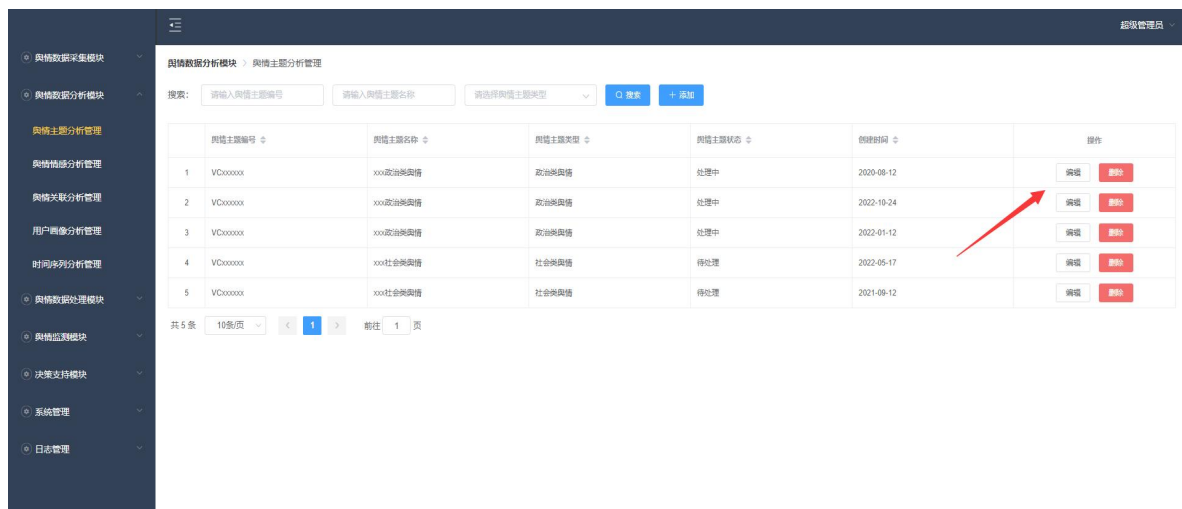 超级管理员
舆情数据采集模块
舆情数据分析模块
舆情主题分析管理
舆情情感分析管理
舆情关联分析管理
用户画像分析管理
时间序列分析管理
舆情数据处理模块
舆情监测模块
决策支持模块
系统管理
日志管理
舆情数据分析模块 > 舆情主题分析管理
搜索： 请输入舆情主题编号 请输入舆情主题名称 请选择舆情主题类型 搜索 + 添加
舆情主题编号 舆情主题名称 舆情主题类型 舆情主题状态 创建时间 操作
1 VCxxxxxx xxx政治类舆情 政治类舆情 处理中 2020-08-12 编辑 删除
2 VCxxxxxx xxx政治类舆情 政治类舆情 处理中 2022-10-24 编辑 删除
3 VCxxxxxx xxx政治类舆情 政治类舆情 处理中 2022-01-12 编辑 删除
4 VCxxxxxx xxx社会类舆情 社会类舆情 待处理 2022-05-17 编辑 删除
5 VCxxxxxx xxx社会类舆情 社会类舆情 待处理 2021-09-12 编辑 删除
共 5 条 10条/页 < 1 > 前往 1 页